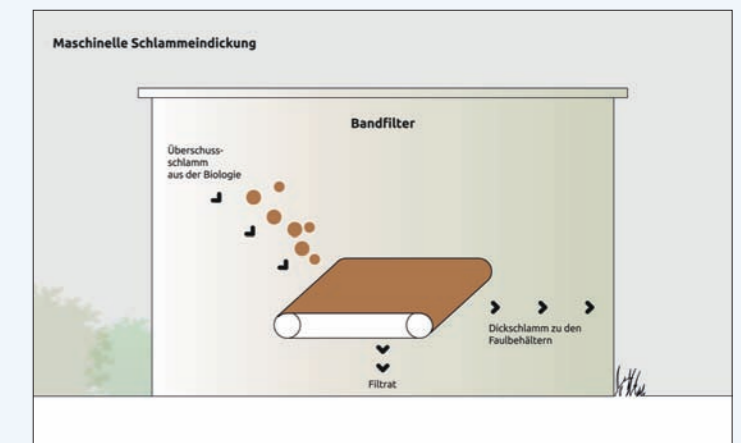 Maschinelle Schlammeindickung
Bandfilter
Überschuss-
schlamm
aus der Biologie
Dickschlamm zu den
Faulbehältern
Filtrat